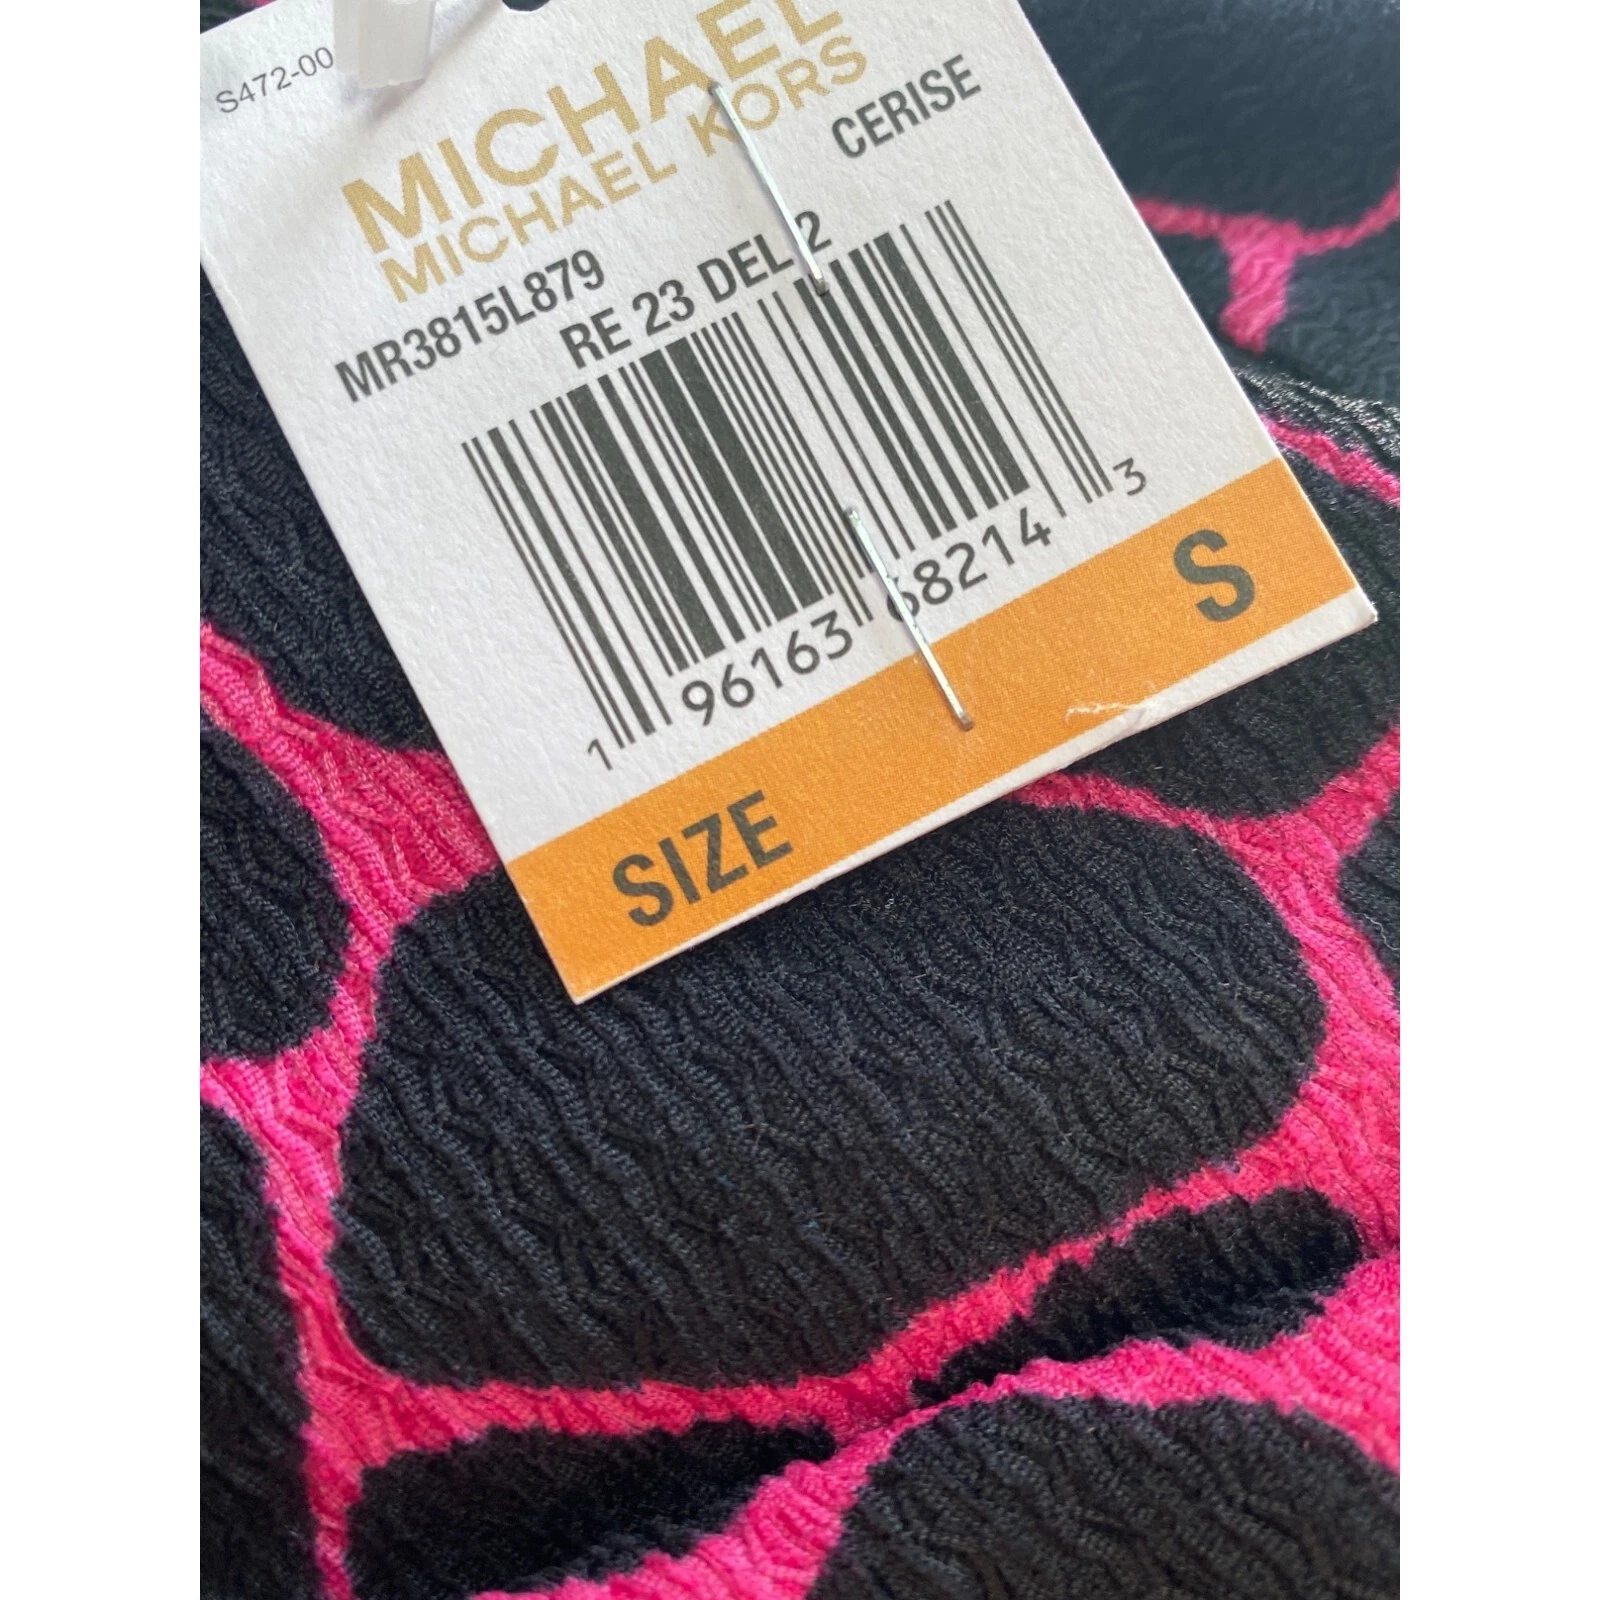 S472-00
MICHAEL
MICHAEL KORS
CERISE
MR3815L879
RE 23 DEL 2
1 96163 68214 3
SIZE S